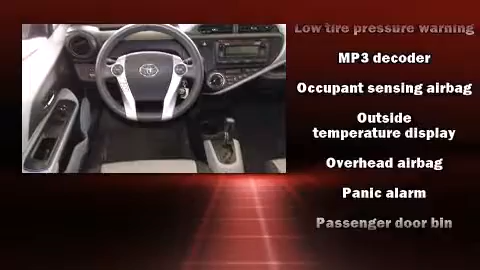 Low tire pressure warning
MP3 decoder
Occupant sensing airbag
Outside
temperature display
Overhead airbag
Panic alarm
Passenger door bin